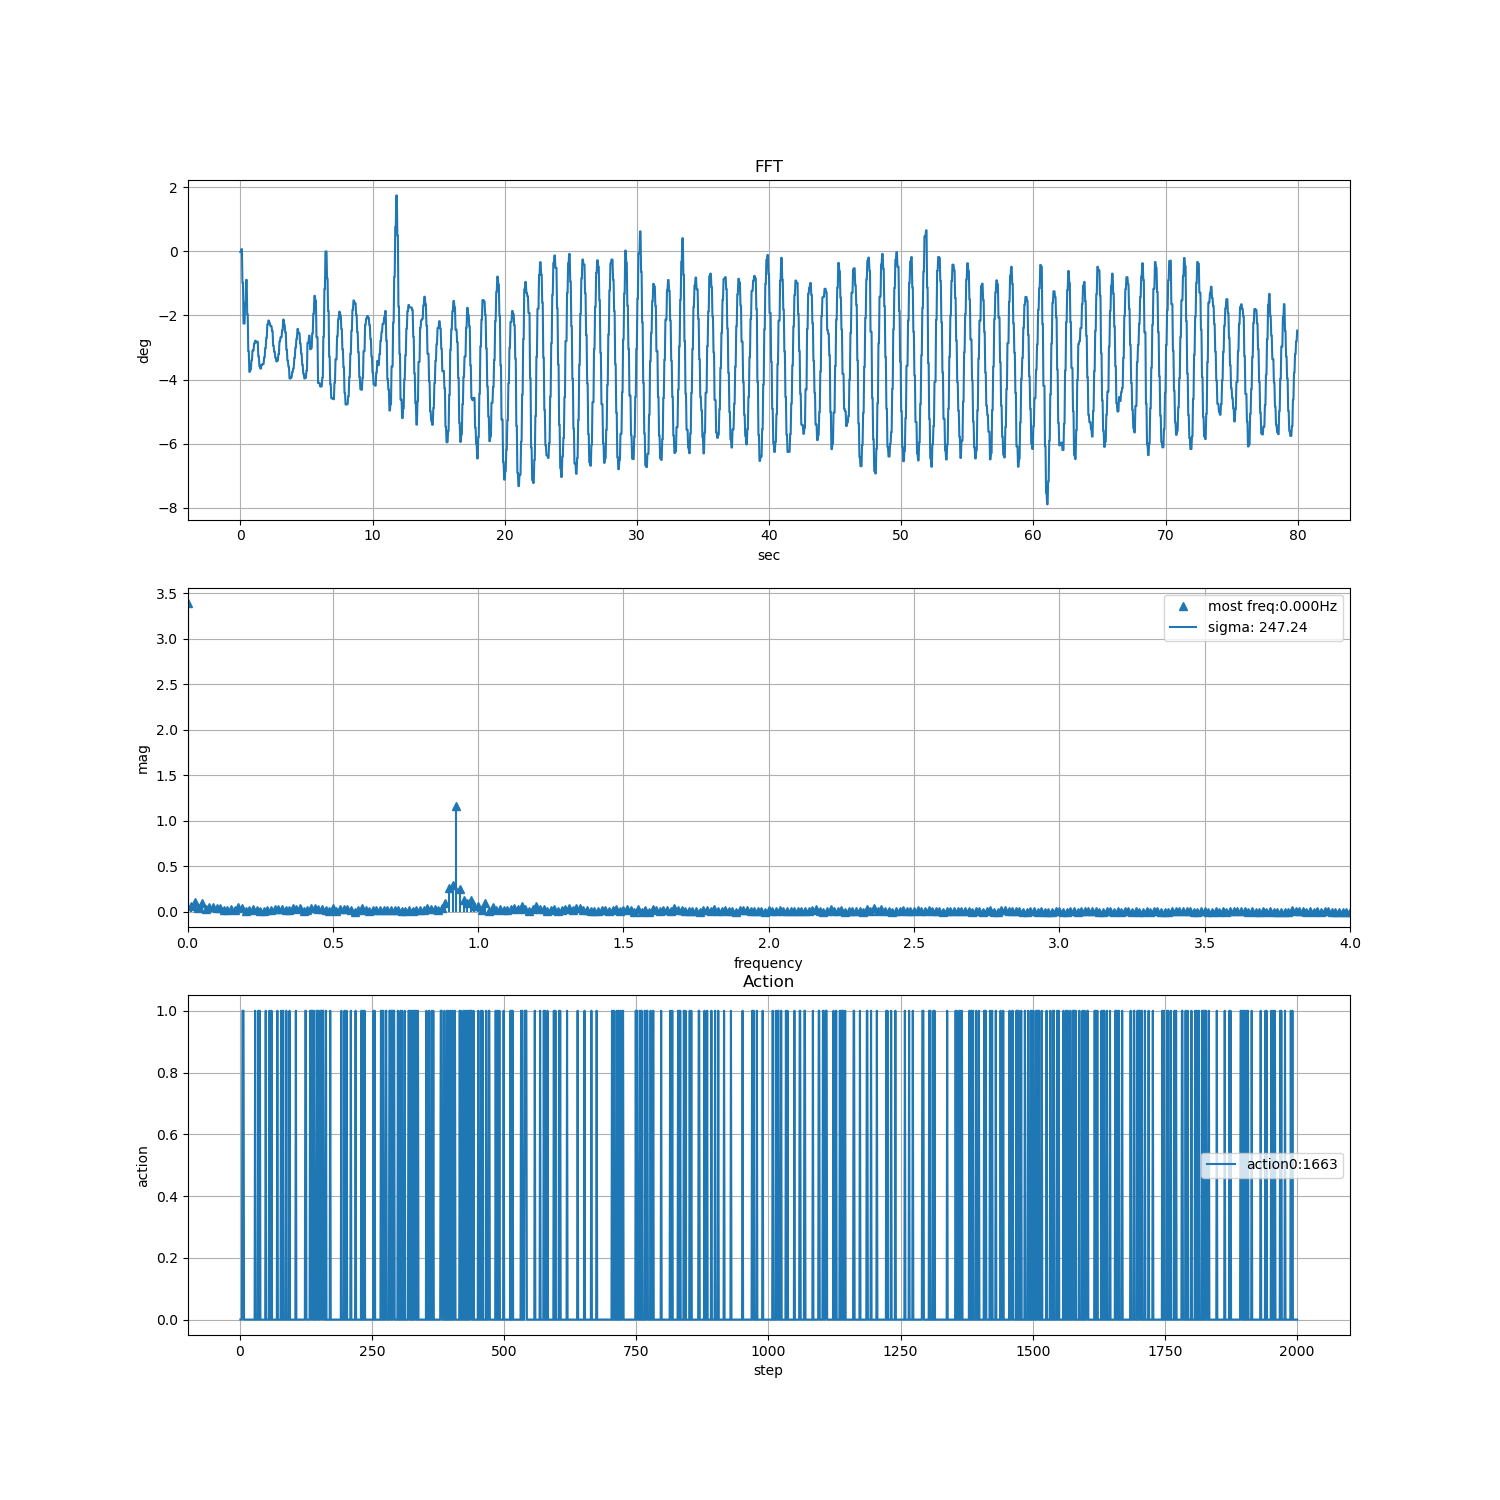 FFT
2
0
−2
−4
−6
−8
deg
0 10 20 30 40 50 60 70 80
sec
3.5
3.0
2.5
2.0
1.5
1.0
0.5
0.0
mag
most freq:0.000Hz
sigma: 247.24
0.0 0.5 1.0 1.5 2.0 2.5 3.0 3.5 4.0
frequency
Action
1.0
0.8
0.6
0.4
0.2
0.0
action
action0:1663
0 250 500 750 1000 1250 1500 1750 2000
step